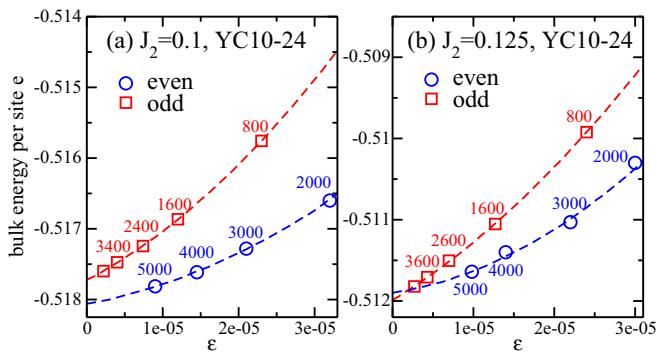 (a) J2=0.1, YC10-24
even
odd
800
1600
2400
3400
2000
3000
4000
5000
-0.514
-0.515
-0.516
-0.517
-0.518
bulk energy per site e
0
1e-05
2e-05
3e-05
ε
(b) J2=0.125, YC10-24
even
odd
800
1600
2600
3600
2000
3000
4000
5000
-0.509
-0.51
-0.511
-0.512
0
1e-05
2e-05
3e-05
ε